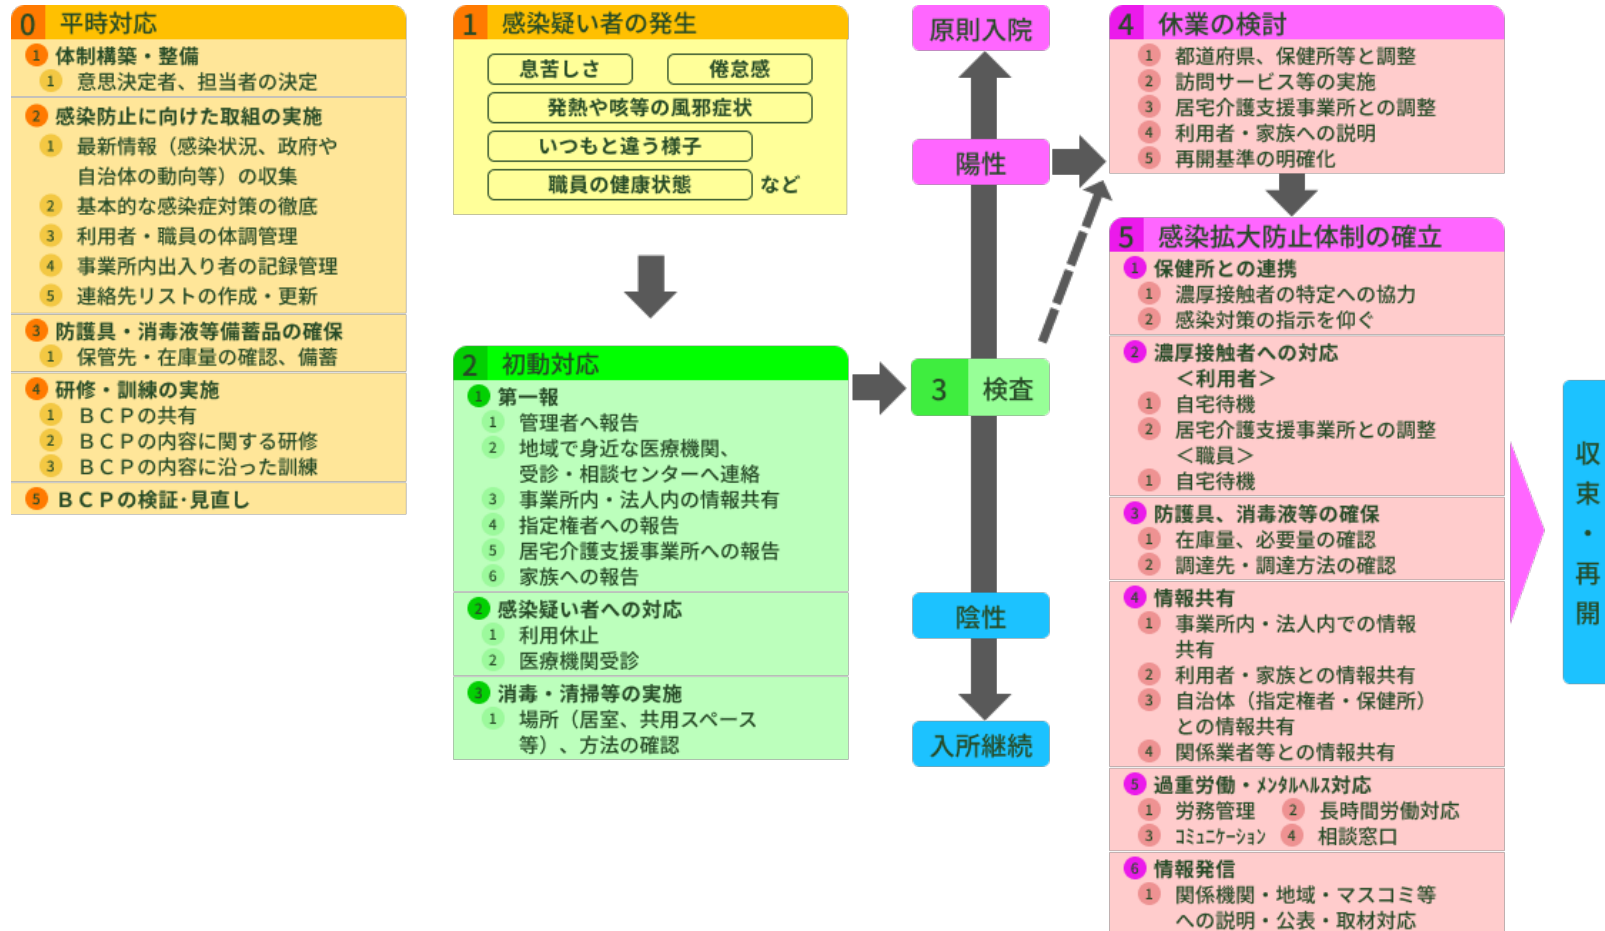 0 平時対応
1 体制構築・整備
1 意思決定者、担当者の決定
2 感染防止に向けた取組の実施
1 最新情報（感染状況、政府や
自治体の動向等）の収集
2 基本的な感染症対策の徹底
3 利用者・職員の体調管理
4 事業所内出入り者の記録管理
5 連絡先リストの作成・更新
3 防護具・消毒液等備蓄品の確保
1 保管先・在庫量の確認、備蓄
4 研修・訓練の実施
1 ＢＣＰの共有
2 ＢＣＰの内容に関する研修
3 ＢＣＰの内容に沿った訓練
5 ＢＣＰの検証･見直し
1 感染疑い者の発生
息苦しさ 倦怠感
発熱や咳等の風邪症状
いつもと違う様子
職員の健康状態 など
2 初動対応
1 第一報
1 管理者へ報告
2 地域で身近な医療機関、
受診・相談センターへ連絡
3 事業所内・法人内の情報共有
4 指定権者への報告
5 居宅介護支援事業所への報告
6 家族への報告
2 感染疑い者への対応
1 利用休止
2 医療機関受診
3 消毒・清掃等の実施
1 場所（居室、共用スペース
等）、方法の確認
原則入院
陽性
3 検査
陰性
入所継続
4 休業の検討
1 都道府県、保健所等と調整
2 訪問サービス等の実施
3 居宅介護支援事業所との調整
4 利用者・家族への説明
5 再開基準の明確化
5 感染拡大防止体制の確立
1 保健所との連携
1 濃厚接触者の特定への協力
2 感染対策の指示を仰ぐ
2 濃厚接触者への対応
＜利用者＞
1 自宅待機
2 居宅介護支援事業所との調整
＜職員＞
1 自宅待機
3 防護具、消毒液等の確保
1 在庫量、必要量の確認
2 調達先・調達方法の確認
4 情報共有
1 事業所内・法人内での情報
共有
2 利用者・家族との情報共有
3 自治体（指定権者・保健所）
との情報共有
4 関係業者等との情報共有
5 過重労働・ﾒﾝﾀﾙﾍﾙｽ対応
1 労務管理 2 長時間労働対応
3 ｺﾐｭﾆｹｰｼｮﾝ 4 相談窓口
6 情報発信
1 関係機関・地域・マスコミ等
への説明・公表・取材対応
収束・再開